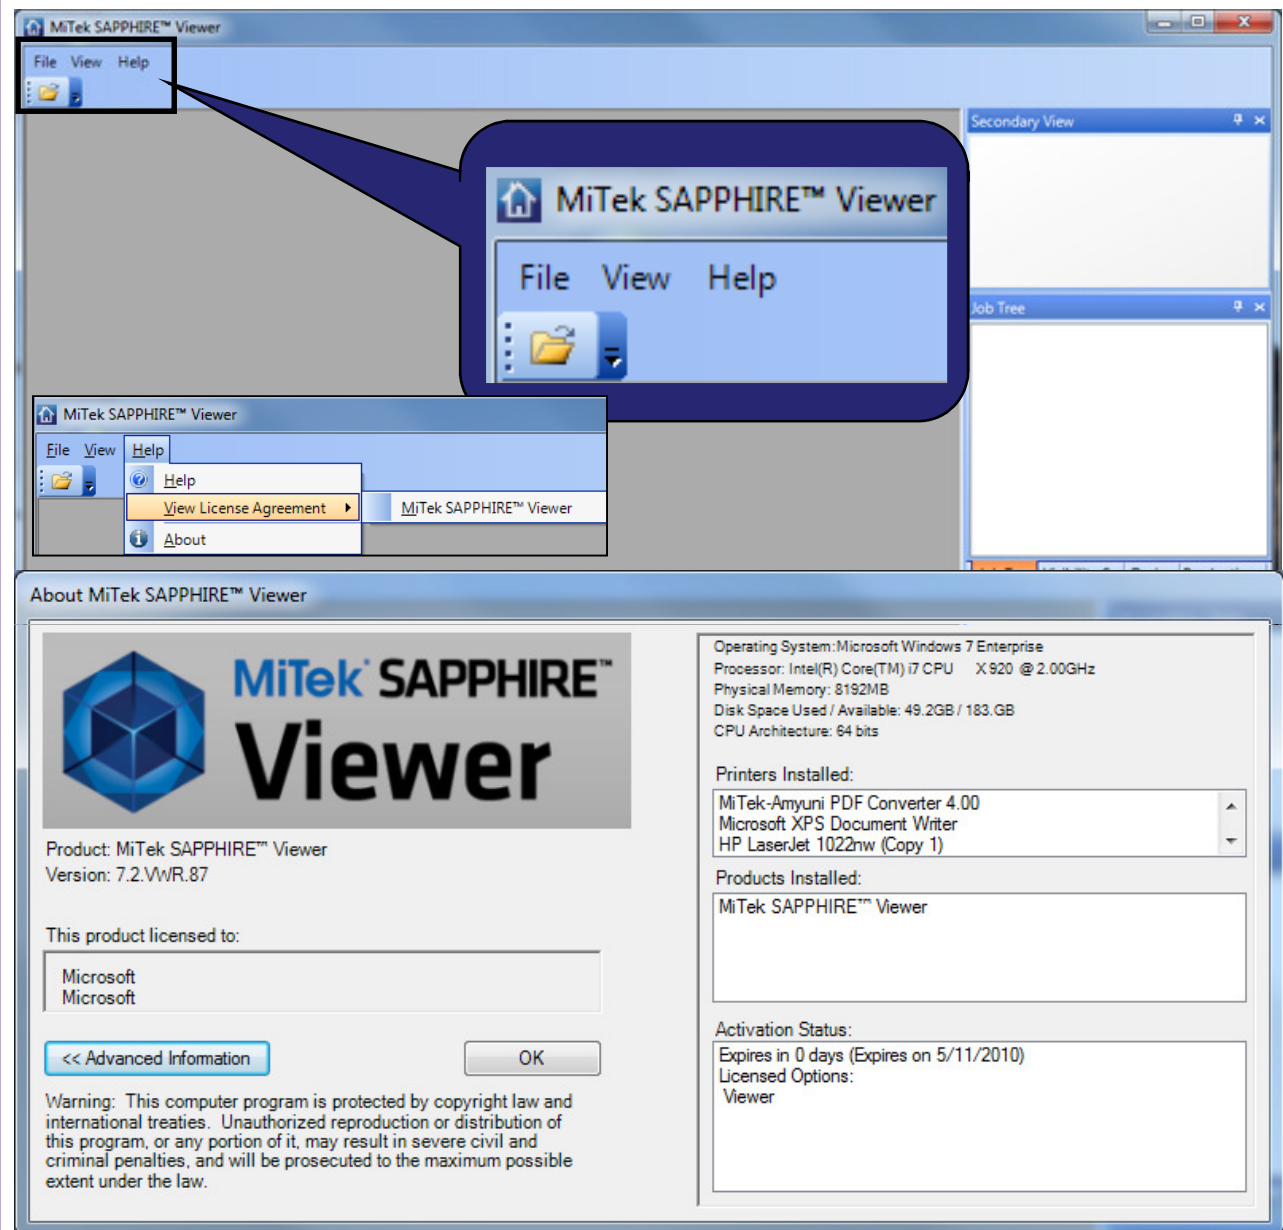 MiTek SAPPHIRE™ Viewer
File View Help
Secondary View
MiTek SAPPHIRE™ Viewer
File View Help
Job Tree
MiTek SAPPHIRE™ Viewer
File View Help
Help
View License Agreement
MiTek SAPPHIRE™ Viewer
About
About MiTek SAPPHIRE™ Viewer
MiTek® SAPPHIRE™
Viewer
Product: MiTek SAPPHIRE™ Viewer
Version: 7.2.VWR.87
This product licensed to:
Microsoft
Microsoft
<< Advanced Information
OK
Warning: This computer program is protected by copyright law and
international treaties. Unauthorized reproduction or distribution of
this program, or any portion of it, may result in severe civil and
criminal penalties, and will be prosecuted to the maximum possible
extent under the law.
Operating System:Microsoft Windows 7 Enterprise
Processor: Intel(R) Core(TM) i7 CPU X 920 @ 2.00GHz
Physical Memory: 8192MB
Disk Space Used / Available: 49.2GB / 183.GB
CPU Architecture: 64 bits
Printers Installed:
MiTek-Amyuni PDF Converter 4.00
Microsoft XPS Document Writer
HP LaserJet 1022nw (Copy 1)
Products Installed:
MiTek SAPPHIRE™ Viewer
Activation Status:
Expires in 0 days (Expires on 5/11/2010)
Licensed Options:
Viewer